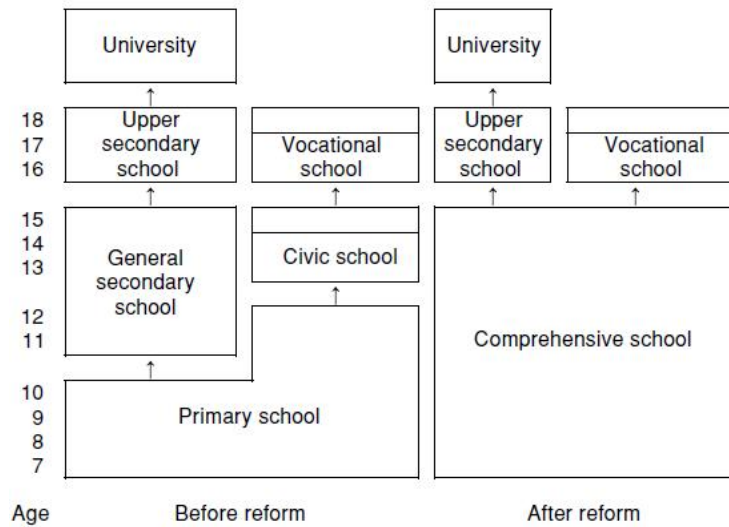 University
University
18
17
16
Upper
secondary
school
Vocational
school
Upper
secondary
school
Vocational
school
15
14
13
12
11
General
secondary
school
Civic school
Comprehensive school
10
9
8
7
Primary school
Age
Before reform
After reform